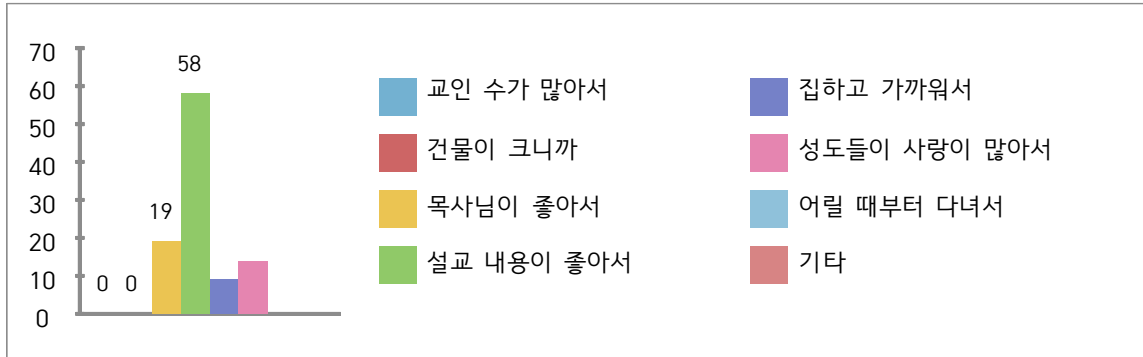 70
60
50
40
30
20
10
0
0
0
19
58
교인 수가 많아서
건물이 크니까
목사님이 좋아서
설교 내용이 좋아서
집하고 가까워서
성도들이 사랑이 많아서
어릴 때부터 다녀서
기타